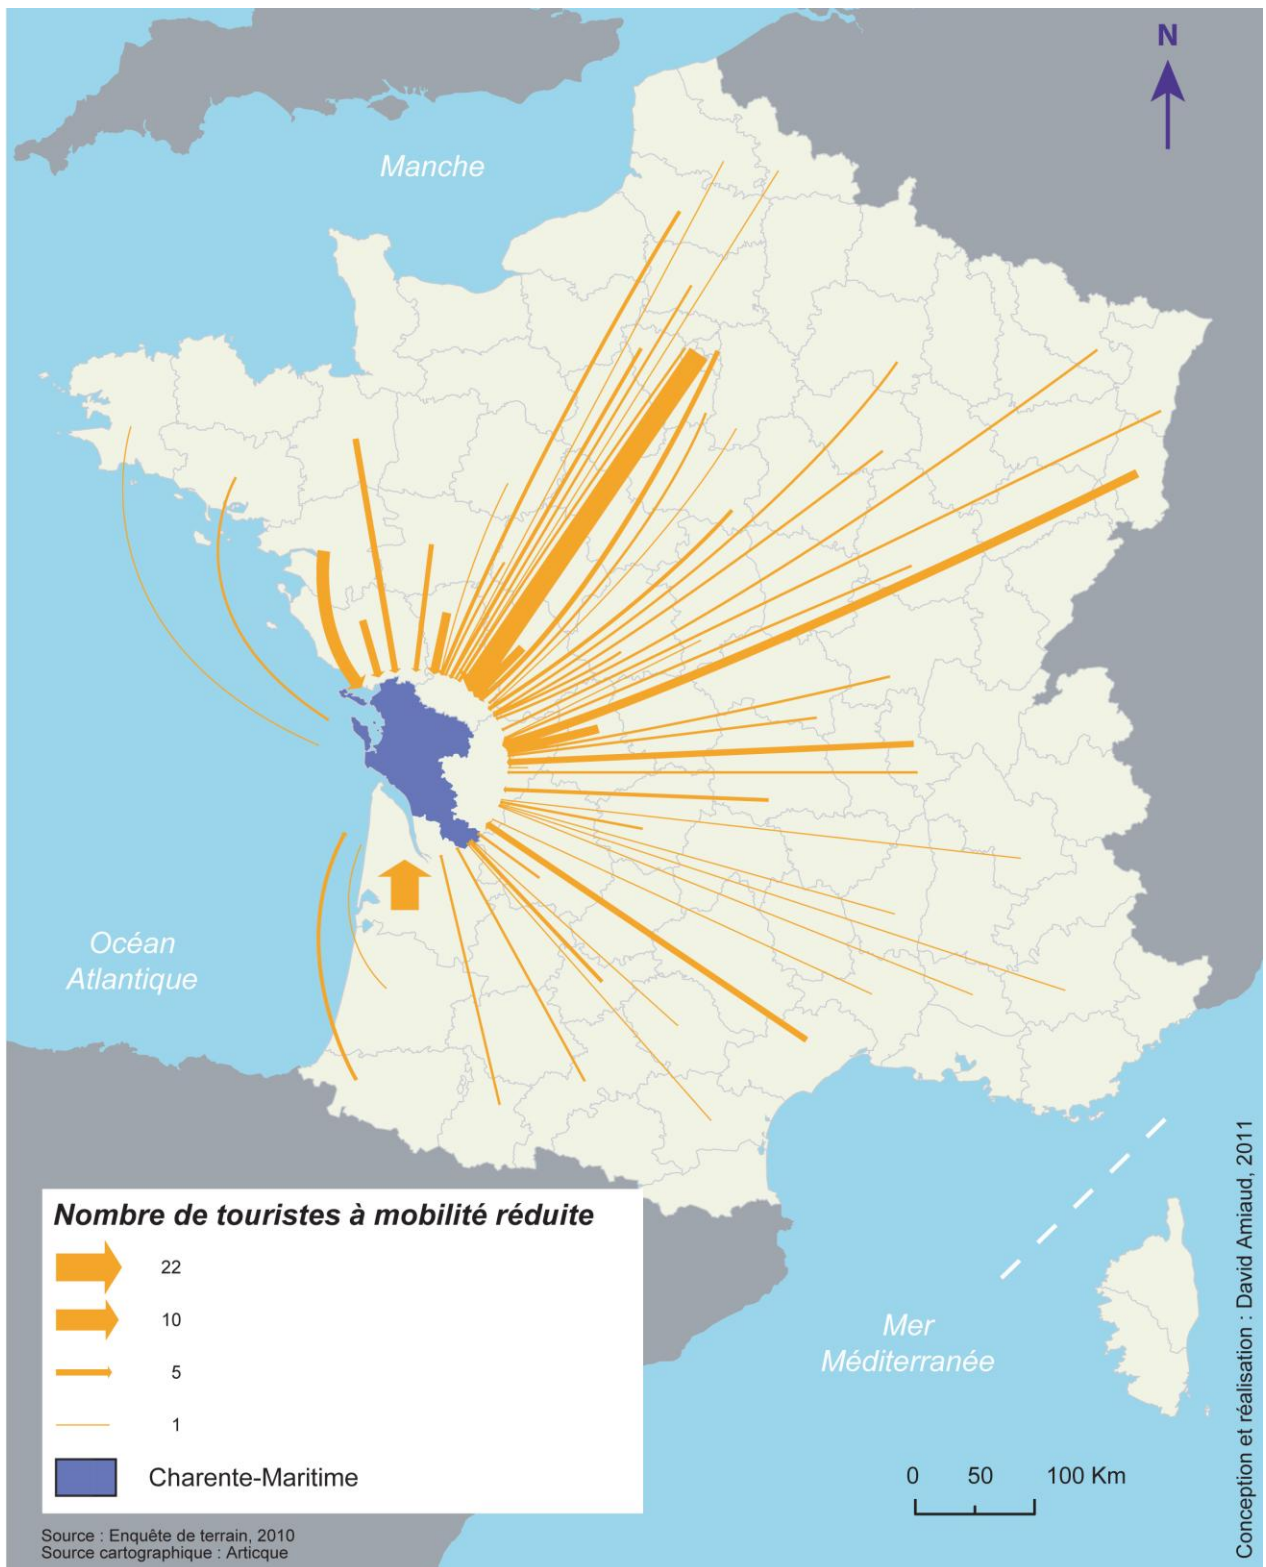 N
Manche
Océan
Atlantique
Mer
Méditerranée
Nombre de touristes à mobilité réduite
22
10
5
1
Charente-Maritime
0 50 100 Km
Source : Enquête de terrain, 2010
Source cartographique : Articque
Conception et réalisation : David Amiaud, 2011